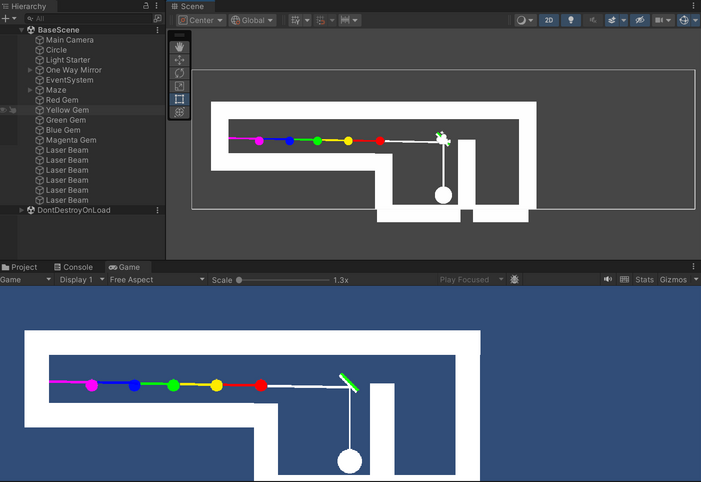 Hierarchy
All
BaseScene
Main Camera
Circle
Light Starter
One Way Mirror
EventSystem
Maze
Red Gem
Yellow Gem
Green Gem
Blue Gem
Magenta Gem
Laser Beam
Laser Beam
Laser Beam
Laser Beam
Laser Beam
Laser Beam
DontDestroyOnLoad
Scene
Center Global 2D
Project Console Game
Game Display 1 Free Aspect Scale 1.3x Play Focused Stats Gizmos